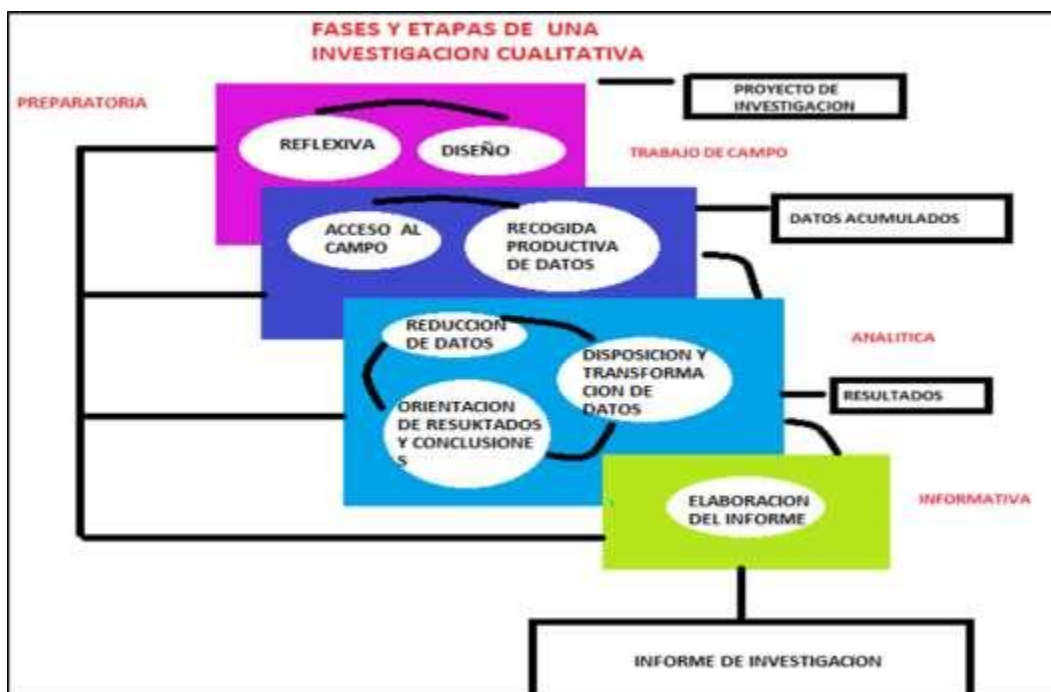 FASES Y ETAPAS DE UNA
INVESTIGACION CUALITATIVA
PREPARATORIA
PROYECTO DE
INVESTIGACION
REFLEXIVA
DISEÑO
TRABAJO DE CAMPO
ACCESO AL
CAMPO
RECOGIDA
PRODUCTIVA
DE DATOS
DATOS ACUMULADOS
REDUCCION
DE DATOS
DISPOSICION Y
TRANSFORMA
CION DE
DATOS
ANALITICA
RESULTADOS
ORIENTACION
DE RESUKTADOS
Y CONCLUSIONE
S
ELABORACION
DEL INFORME
INFORMATIVA
INFORME DE INVESTIGACION